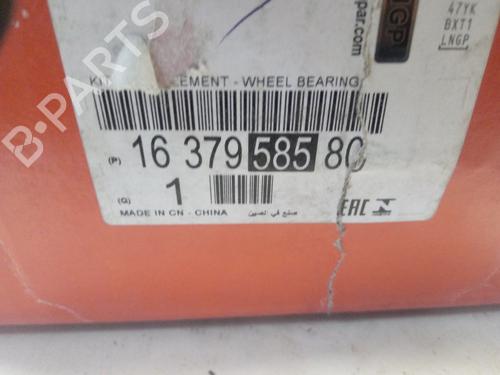 par.com
47YK
BXT1
LNGP
EMENT - WHEEL BEARING
(P) 16 379 585 80
(Q) 1
MADE IN CN - CHINA صنع في الصين
EAC
B-PARTS